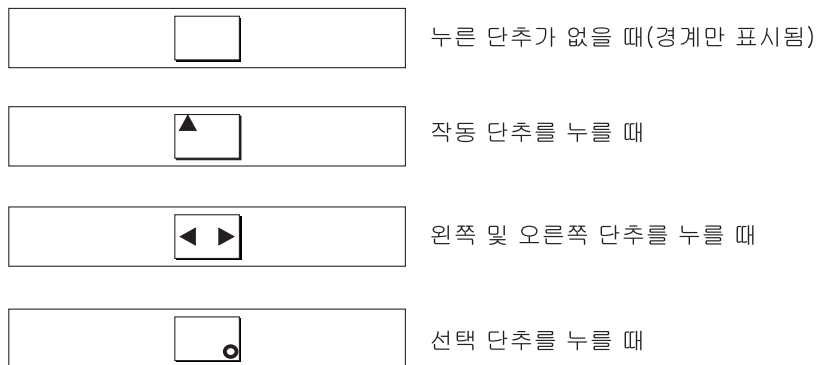 누른 단추가 없을 때(경계만 표시됨)
작동 단추를 누를 때
왼쪽 및 오른쪽 단추를 누를 때
선택 단추를 누를 때